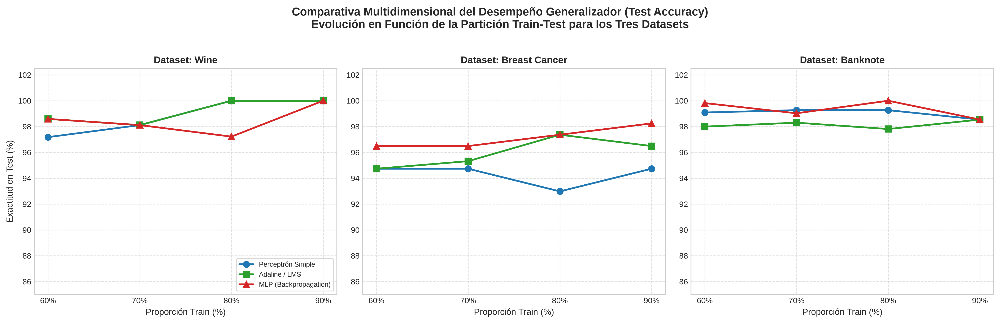 Comparativa Multidimensional del Desempeño Generalizador (Test Accuracy)
Evolución en Función de la Partición Train-Test para los Tres Datasets
Dataset: Wine
102
100
98
96
94
92
90
88
86
Exactitud en Test (%)
Perceptrón Simple
Adaline / LMS
MLP (Backpropagation)
60% 70% 80% 90%
Proporción Train (%)
Dataset: Breast Cancer
102
100
98
96
94
92
90
88
86
60% 70% 80% 90%
Proporción Train (%)
Dataset: Banknote
102
100
98
96
94
92
90
88
86
60% 70% 80% 90%
Proporción Train (%)